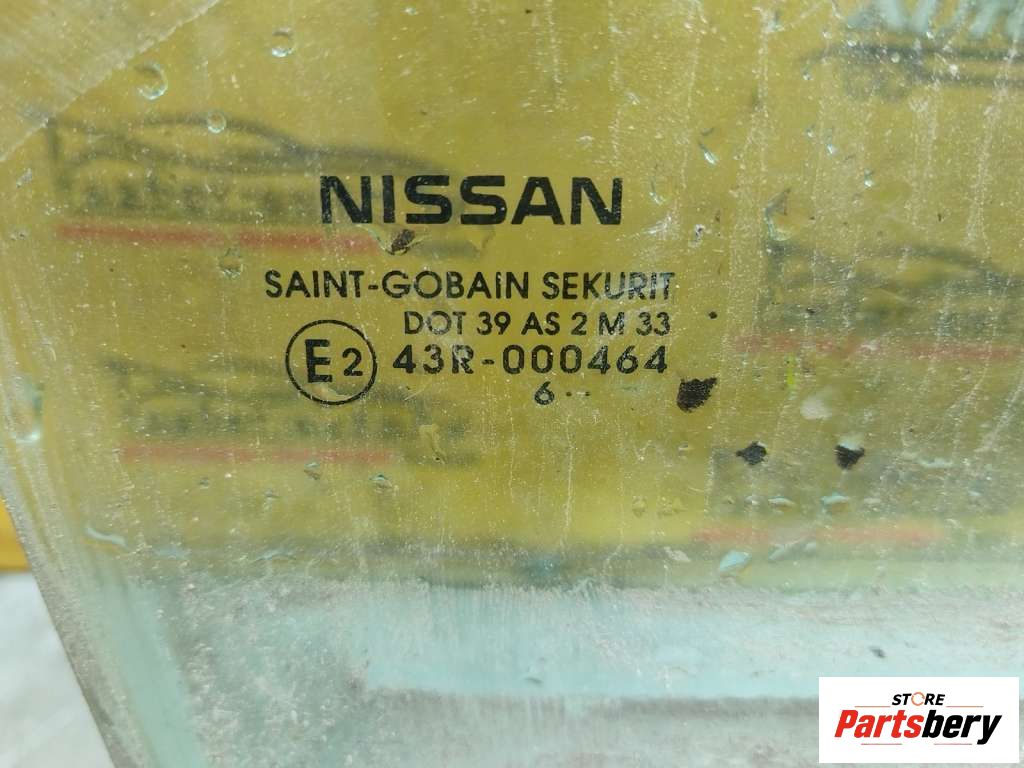 NISSAN
SAINT-GOBAIN SEKURIT
DOT 39 AS 2 M 33
E2 43R-000464
6··
STORE
Partsbery